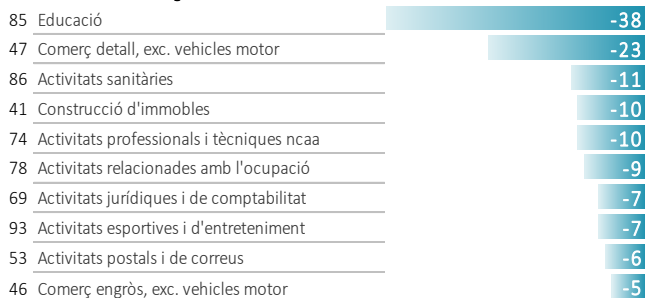 85 Educació -38
47 Comerç detall, exc. vehicles motor -23
86 Activitats sanitàries -11
41 Construcció d'immobles -10
74 Activitats professionals i tècniques ncaa -10
78 Activitats relacionades amb l'ocupació -9
69 Activitats jurídiques i de comptabilitat -7
93 Activitats esportives i d'entreteniment -7
53 Activitats postals i de correus -6
46 Comerç engròs, exc. vehicles motor -5